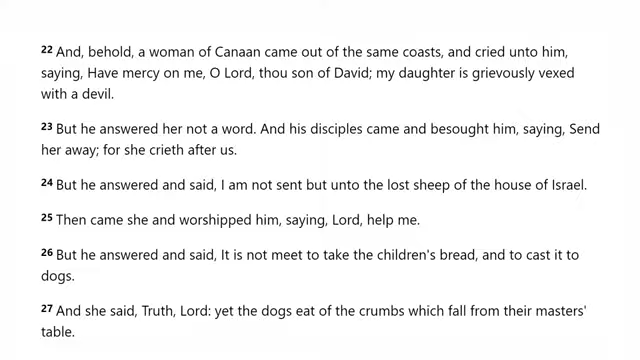 22 And, behold, a woman of Canaan came out of the same coasts, and cried unto him,
saying, Have mercy on me, O Lord, thou son of David; my daughter is grievously vexed
with a devil.
23 But he answered her not a word. And his disciples came and besought him, saying, Send
her away; for she crieth after us.
24 But he answered and said, I am not sent but unto the lost sheep of the house of Israel.
25 Then came she and worshipped him, saying, Lord, help me.
26 But he answered and said, It is not meet to take the children's bread, and to cast it to
dogs.
27 And she said, Truth, Lord: yet the dogs eat of the crumbs which fall from their masters'
table.